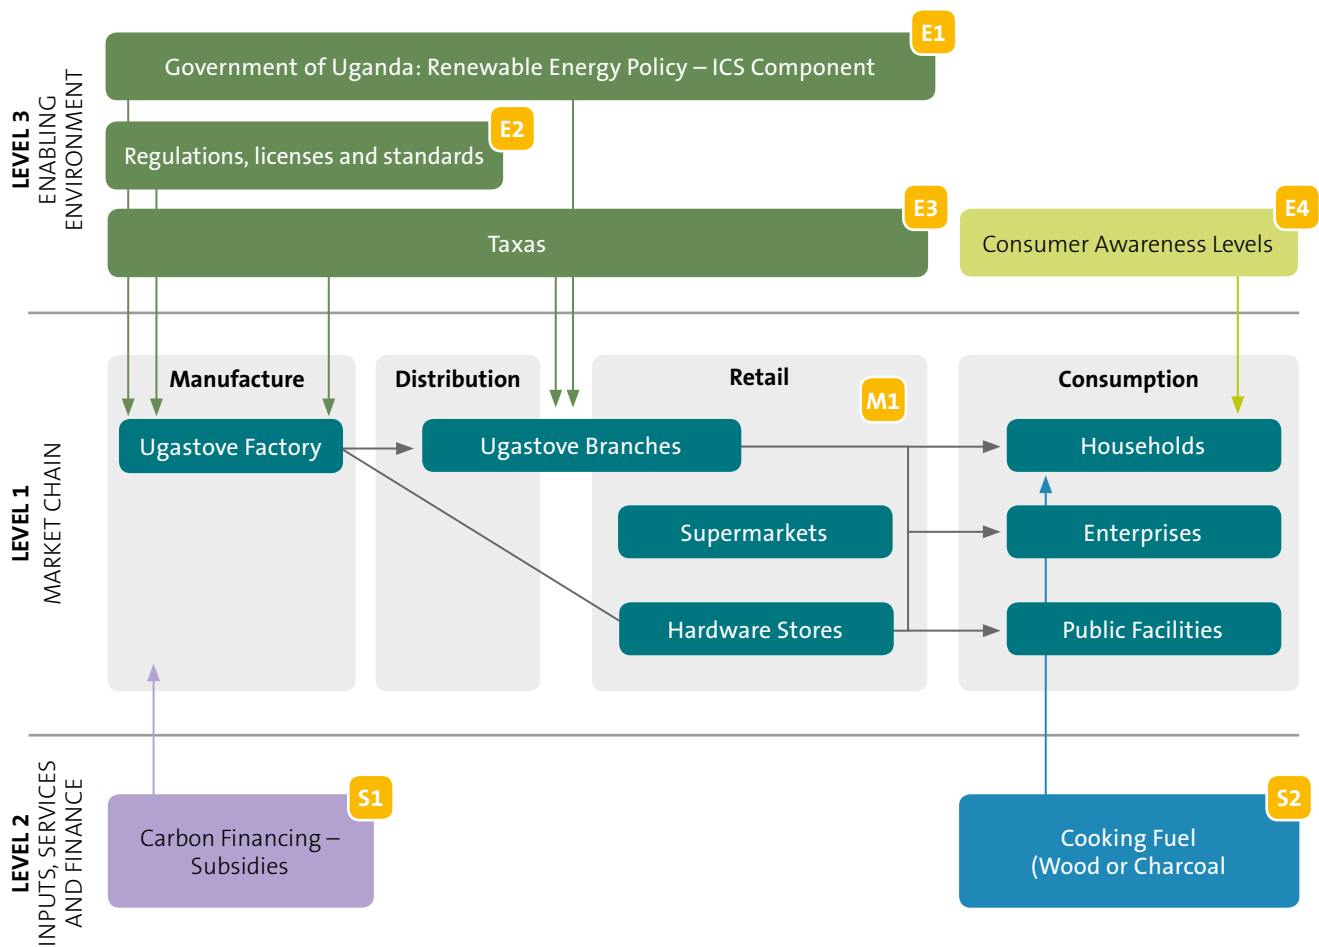 E1
Government of Uganda: Renewable Energy Policy – ICS Component
E2
Regulations, licenses and standards
E3
Taxas
E4
Consumer Awareness Levels
LEVEL 3
ENABLING
ENVIRONMENT
Manufacture
Distribution
Retail
Consumption
M1
Ugastove Factory
Ugastove Branches
Households
Supermarkets
Enterprises
Hardware Stores
Public Facilities
LEVEL 1
MARKET CHAIN
S1
Carbon Financing –
Subsidies
S2
Cooking Fuel
(Wood or Charcoal
LEVEL 2
INPUTS, SERVICES
AND FINANCE